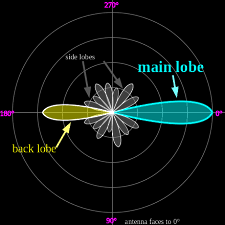 270°
side lobes
main lobe
180°
0°
back lobe
90°
antenna faces to 0°